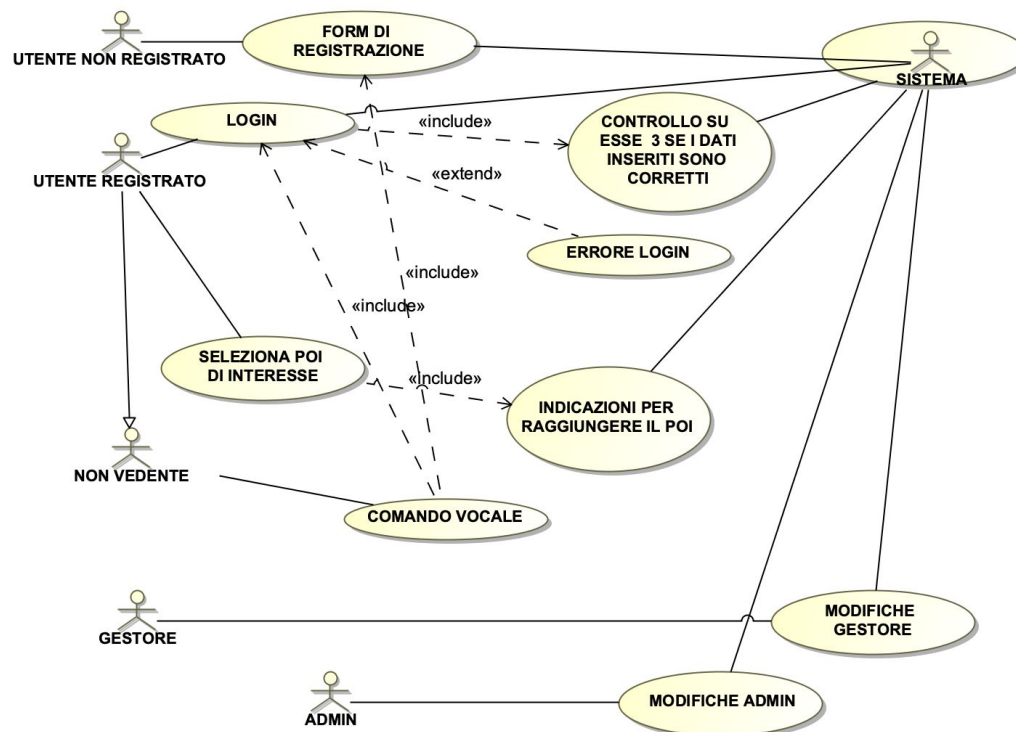 FORM DI
REGISTRAZIONE
UTENTE NON REGISTRATO
SISTEMA
LOGIN
«include»
CONTROLLO SU
ESSE 3 SE I DATI
INSERITI SONO
CORRETTI
«extend»
UTENTE REGISTRATO
ERRORE LOGIN
«include»
«include»
SELEZIONA POI
DI INTERESSE
«include»
INDICAZIONI PER
RAGGIUNGERE IL POI
NON VEDENTE
COMANDO VOCALE
MODIFICHE
GESTORE
GESTORE
MODIFICHE ADMIN
ADMIN